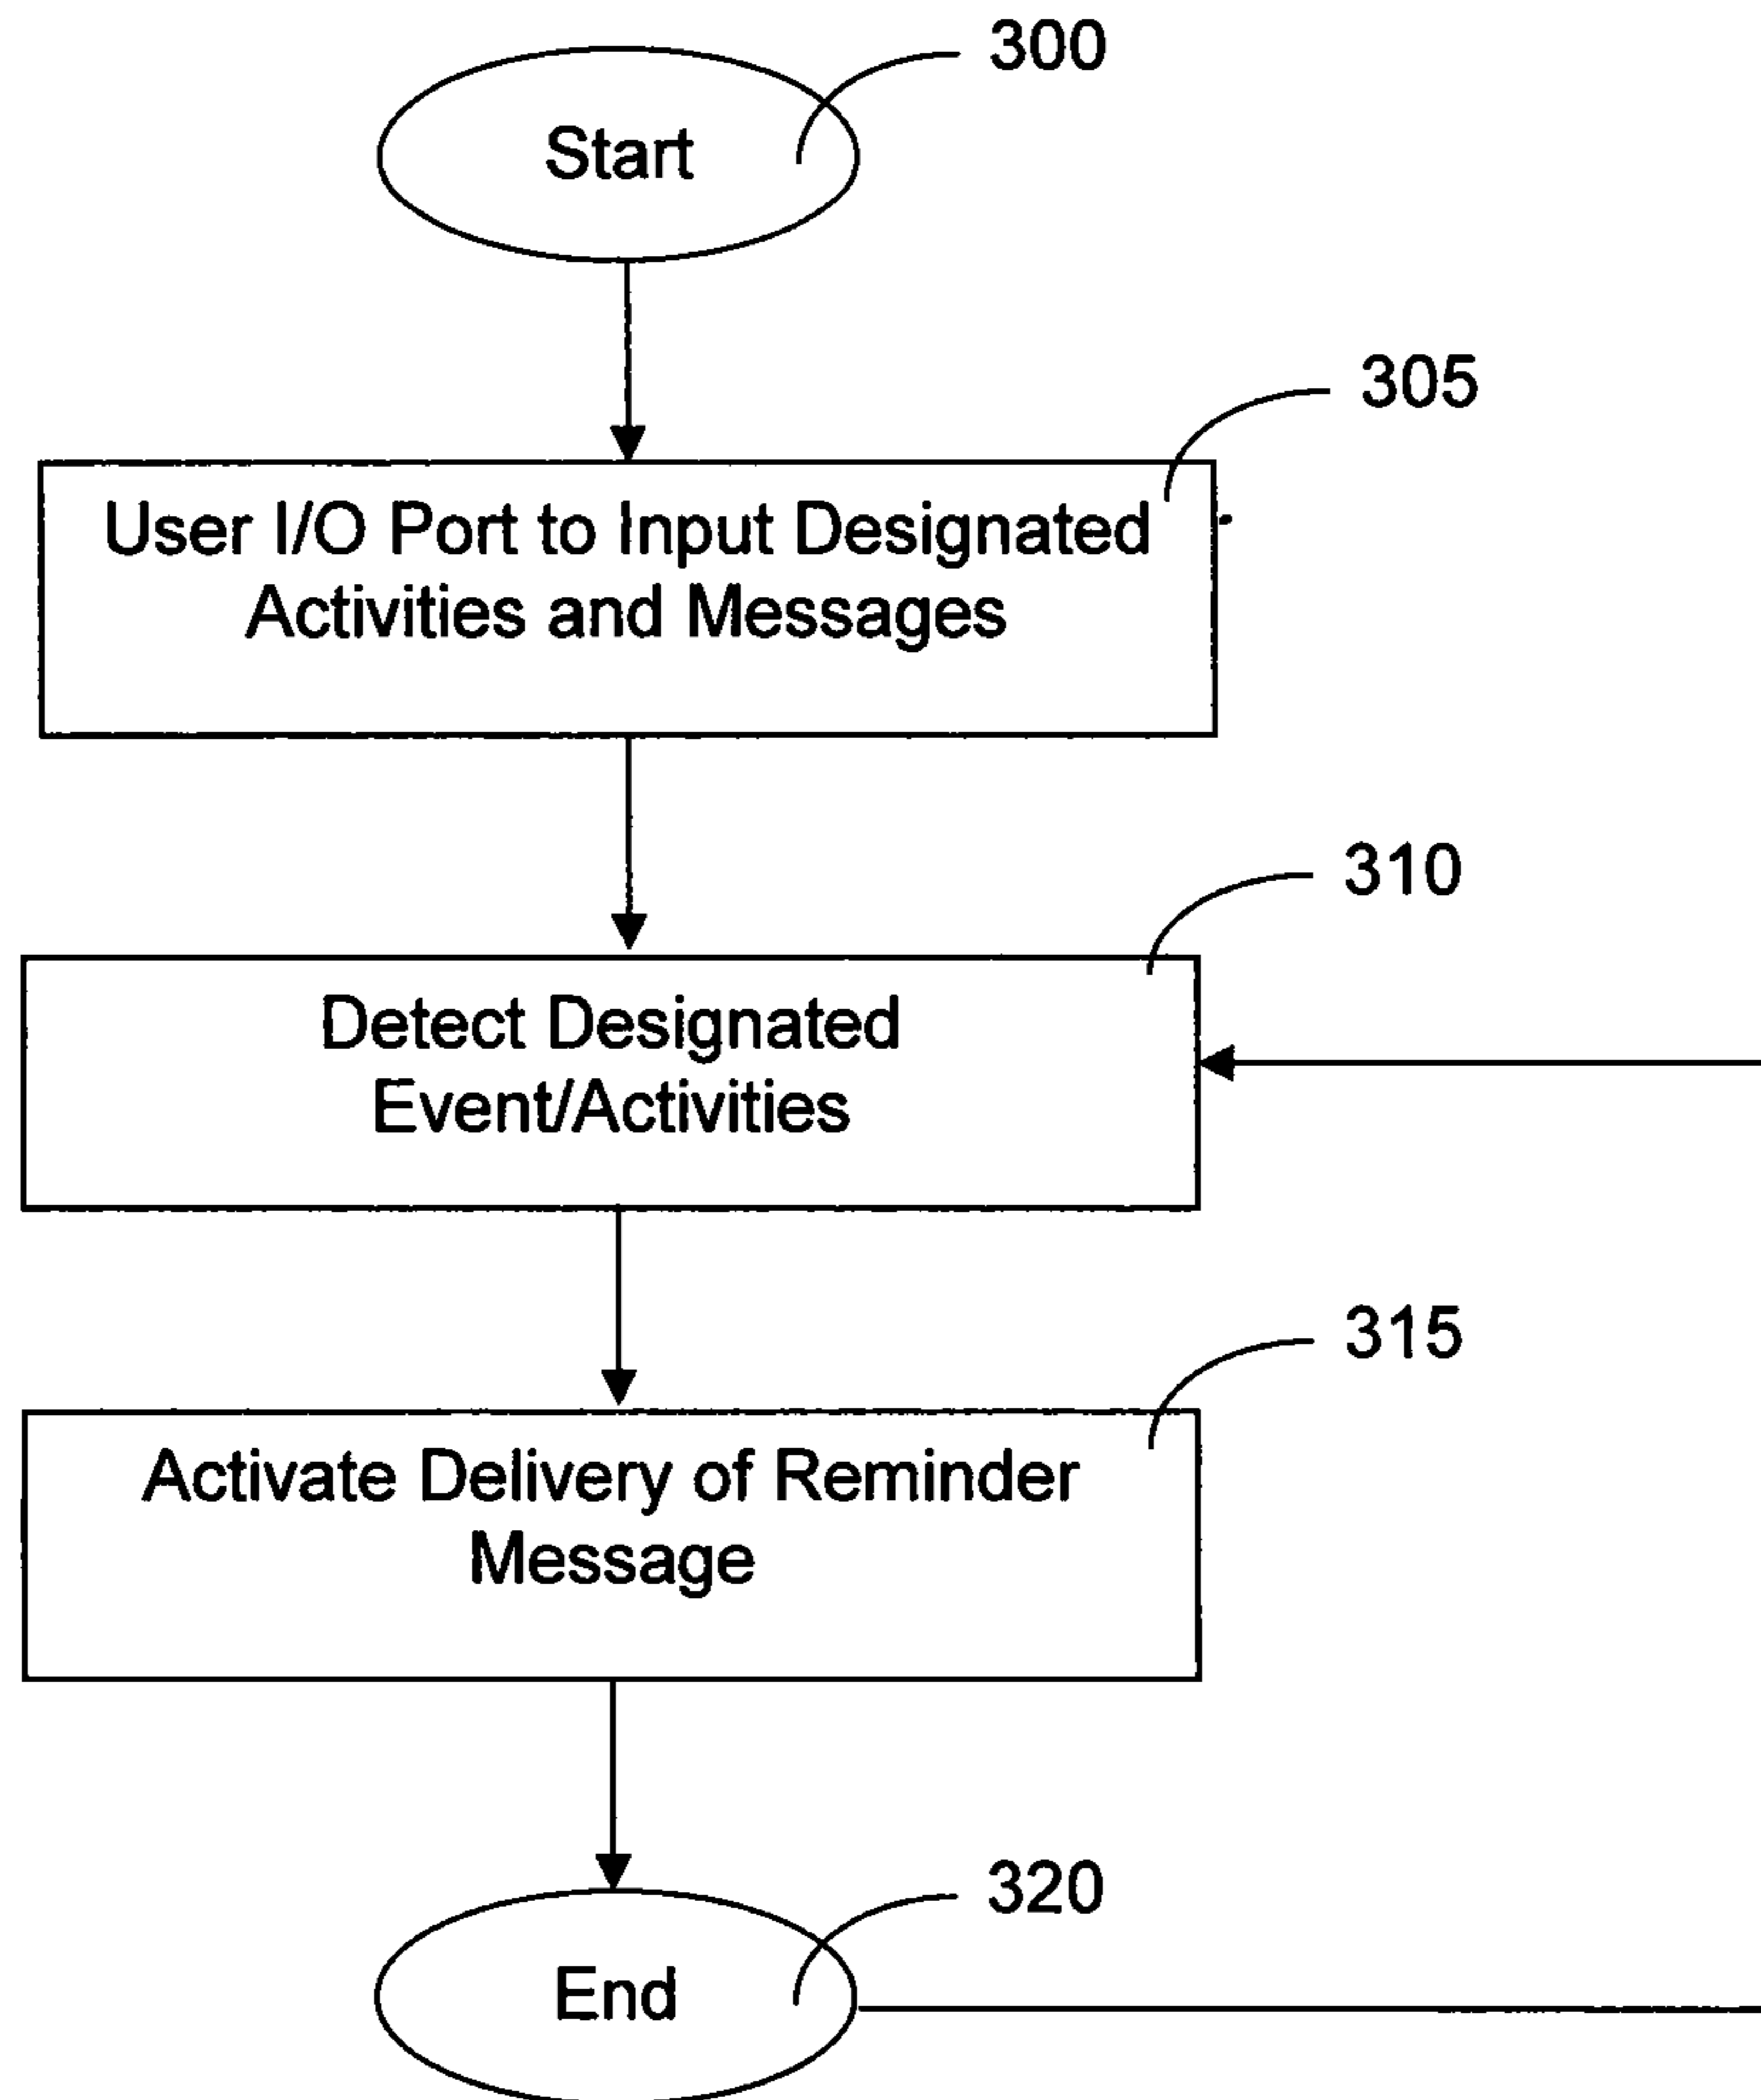 300
Start
305
User I/O Port to Input Designated
Activities and Messages
310
Detect Designated
Event/Activities
315
Activate Delivery of Reminder
Message
320
End